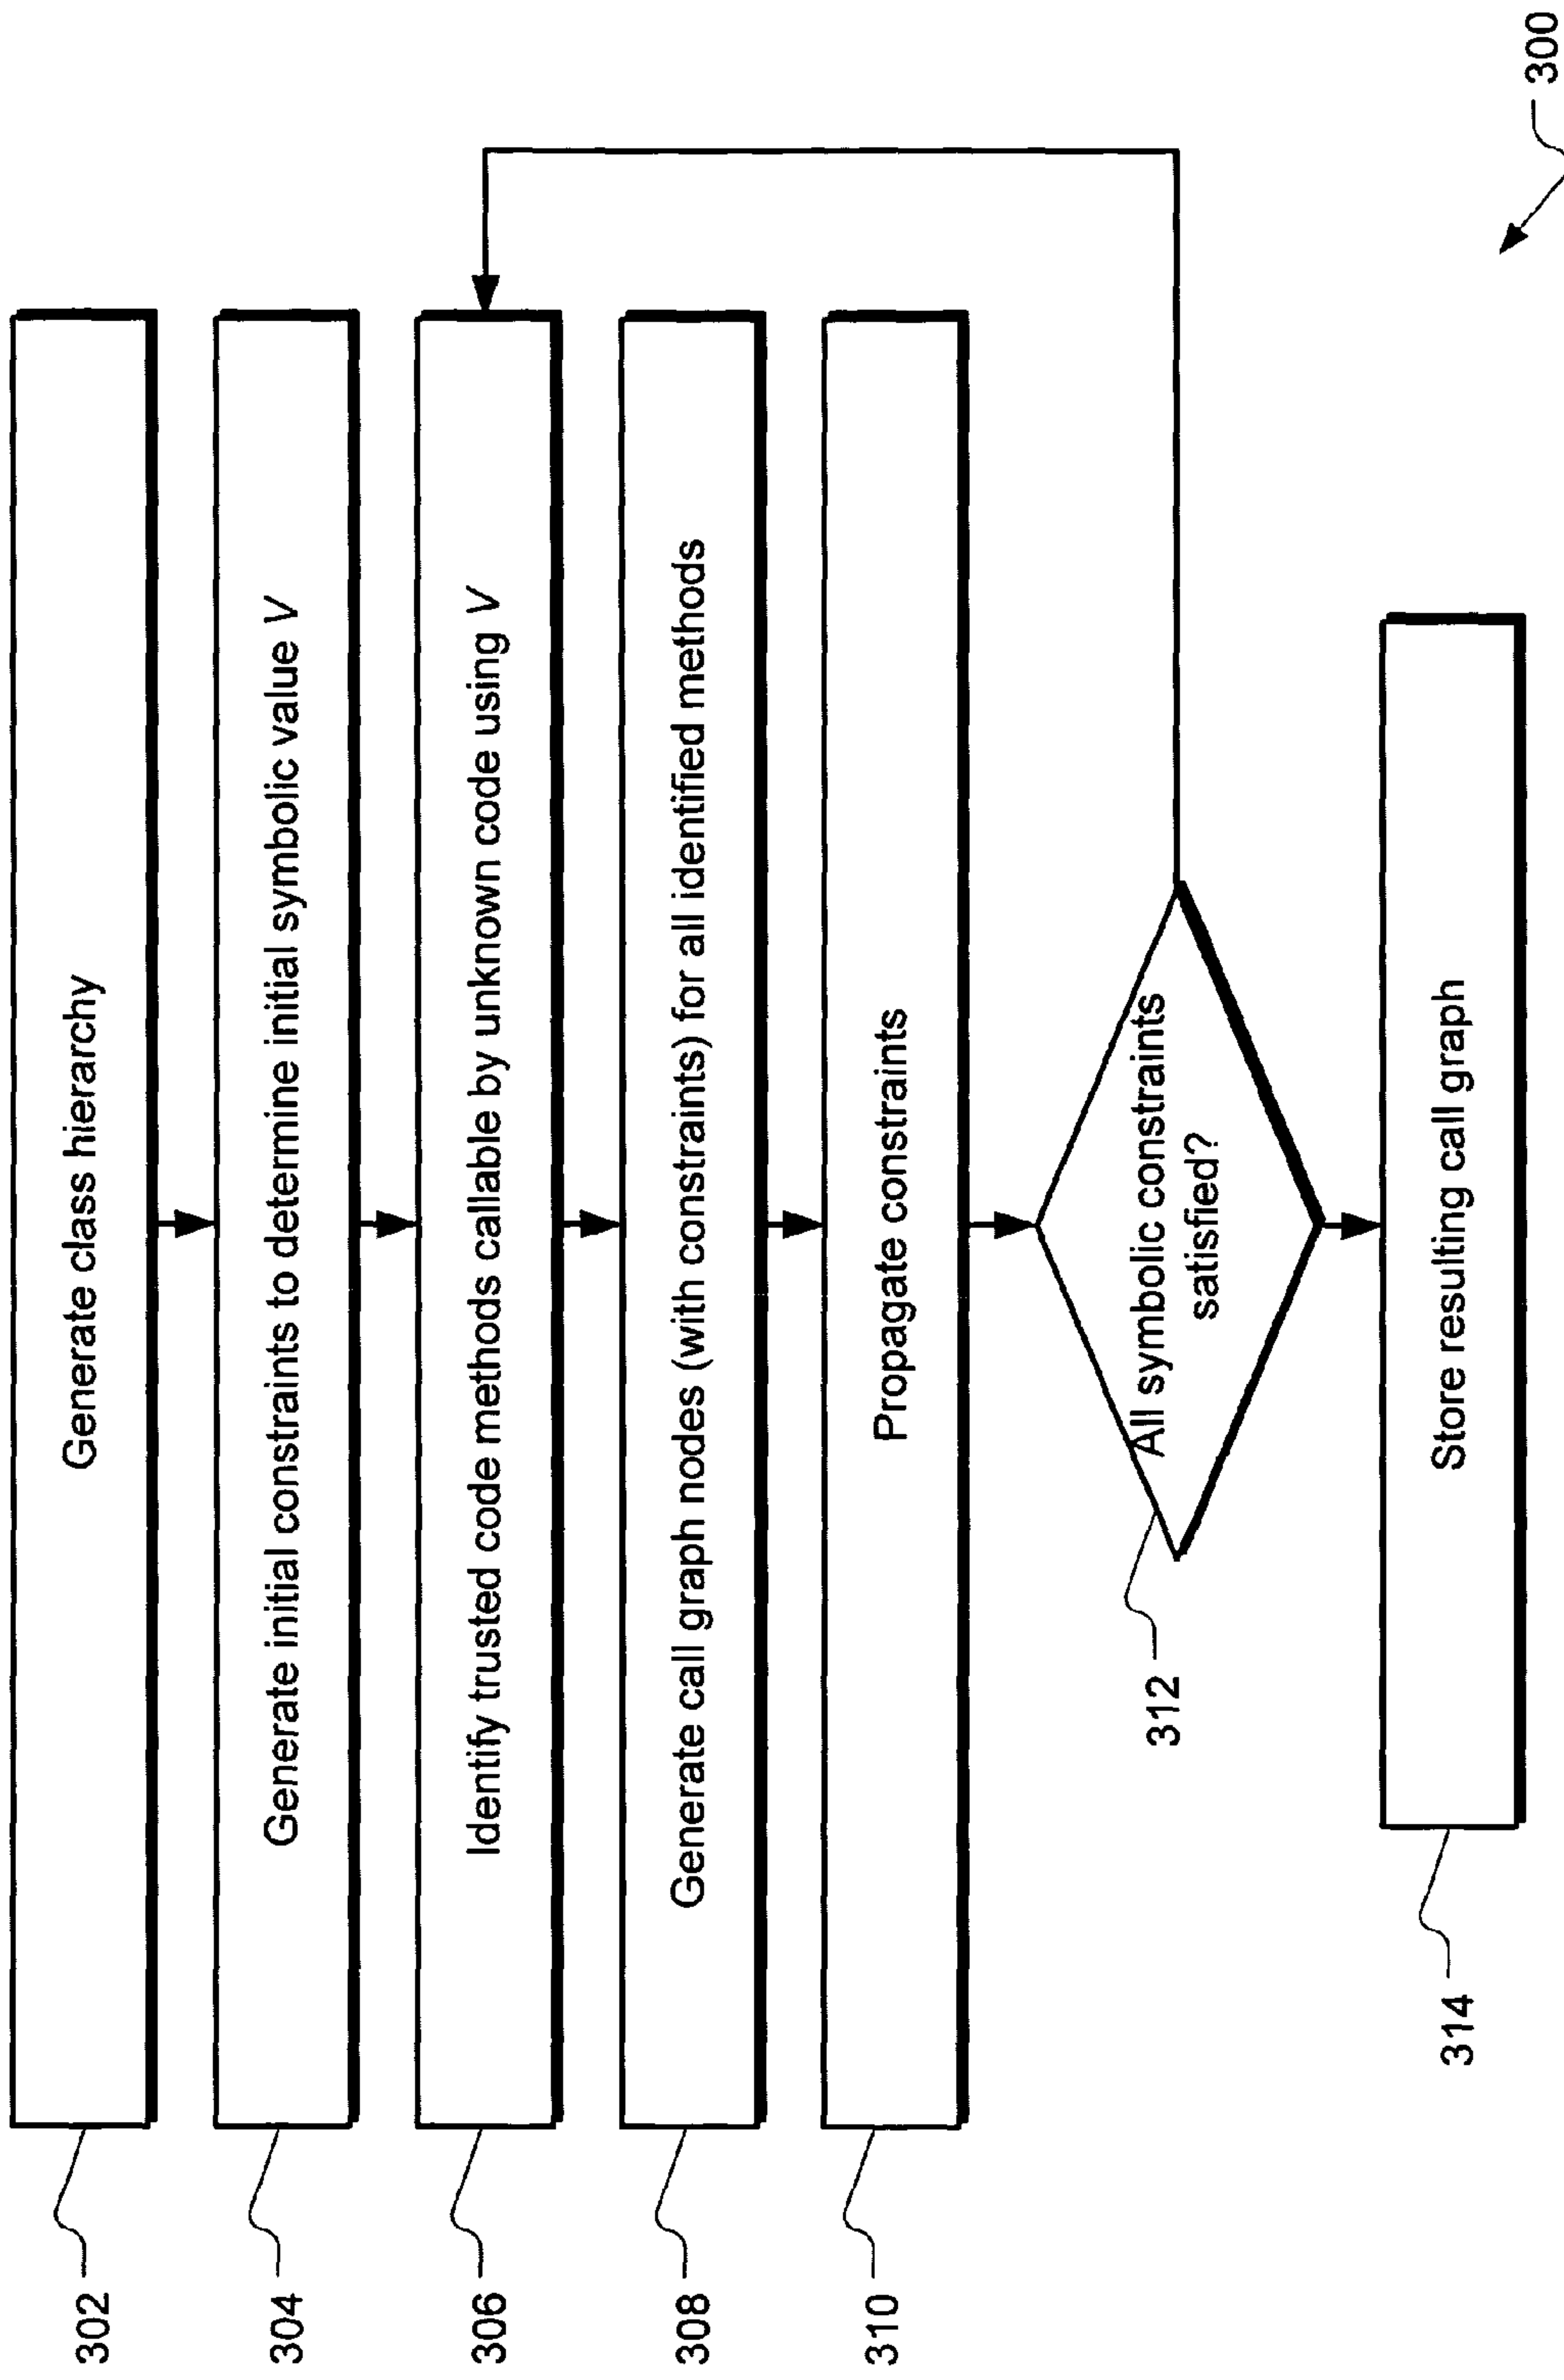 302
Generate class hierarchy
304
Generate initial constraints to determine initial symbolic value V
306
Identify trusted code methods callable by unknown code using V
308
Generate call graph nodes (with constraints) for all identified methods
310
Propagate constraints
312
All symbolic constraints
satisfied?
314
Store resulting call graph
300